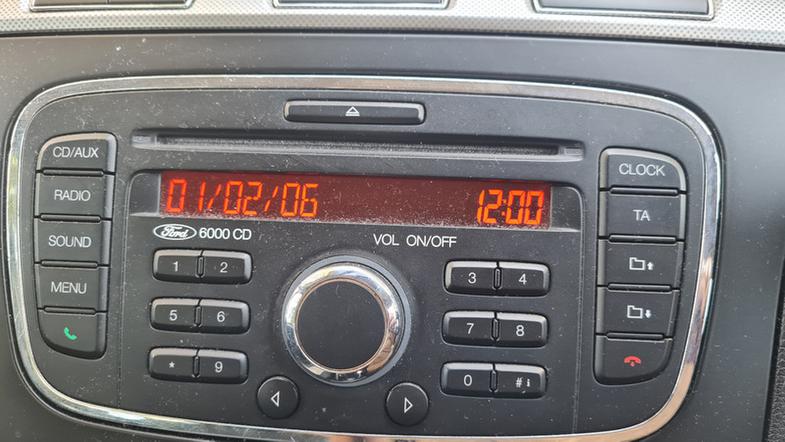 CD/AUX
RADIO
SOUND
MENU
01/02/06 12:00
Ford 6000 CD
VOL ON/OFF
1 2
3 4
5 6
7 8
* 9
0 # i
CLOCK
TA